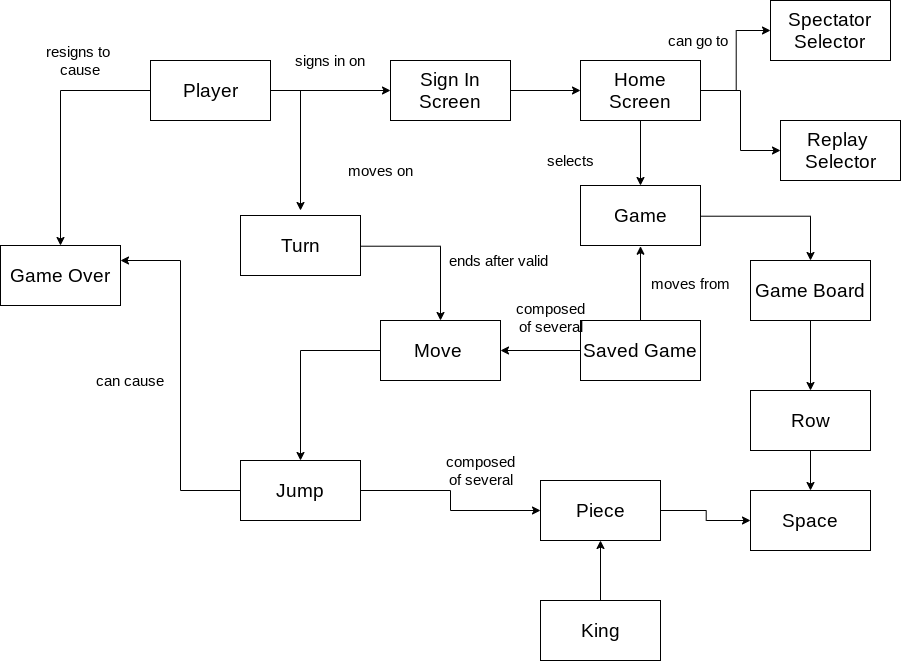 Spectator
Selector
can go to
resigns to
cause
signs in on
Player
Sign In
Screen
Home
Screen
Replay
Selector
selects
moves on
Game
Turn
Game Over
ends after valid
moves from
Game Board
composed
of several
Move
Saved Game
can cause
Row
composed
of several
Jump
Piece
Space
King